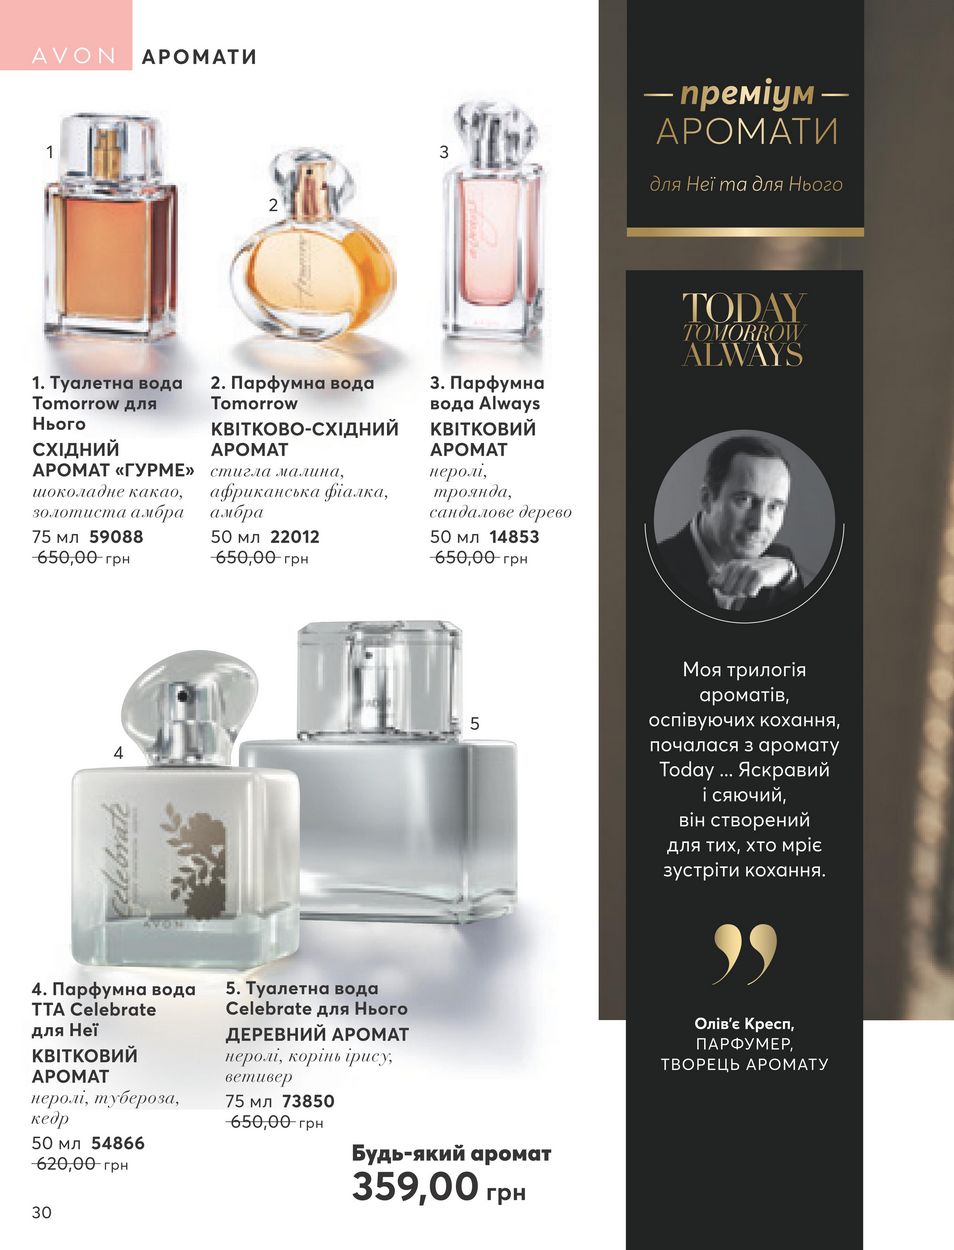 AVON АРОМАТИ
1
2
3
1. Туалетна вода
Tomorrow для
Нього
СХІДНИЙ
АРОМАТ «ГУРМЕ»
шоколадне какао,
золотиста амбра
75 мл 59088
650,00 грн
2. Парфумна вода
Tomorrow
КВІТКОВО-СХІДНИЙ
АРОМАТ
стигла малина,
африканська фіалка,
амбра
50 мл 22012
650,00 грн
3. Парфумна
вода Always
КВІТКОВИЙ
АРОМАТ
неролі,
троянда,
сандалове дерево
50 мл 14853
650,00 грн
4
5
Celebrate
AVON
4. Парфумна вода
TTA Celebrate
для Неї
КВІТКОВИЙ
АРОМАТ
неролі, тубероза,
кедр
50 мл 54866
620,00 грн
5. Туалетна вода
Celebrate для Нього
ДЕРЕВНИЙ АРОМАТ
неролі, корінь ірису,
ветивер
75 мл 73850
650,00 грн
Будь-який аромат
359,00 грн
30
преміум
АРОМАТИ
для Неї та для Нього
TODAY
TOMORROW
ALWAYS
Моя трилогія
ароматів,
оспівуючих кохання,
почалася з аромату
Today ... Яскравий
і сяючий,
він створений
для тих, хто мріє
зустріти кохання.
Олів'є Кресп,
ПАРФУМЕР,
ТВОРЕЦЬ АРОМАТУ